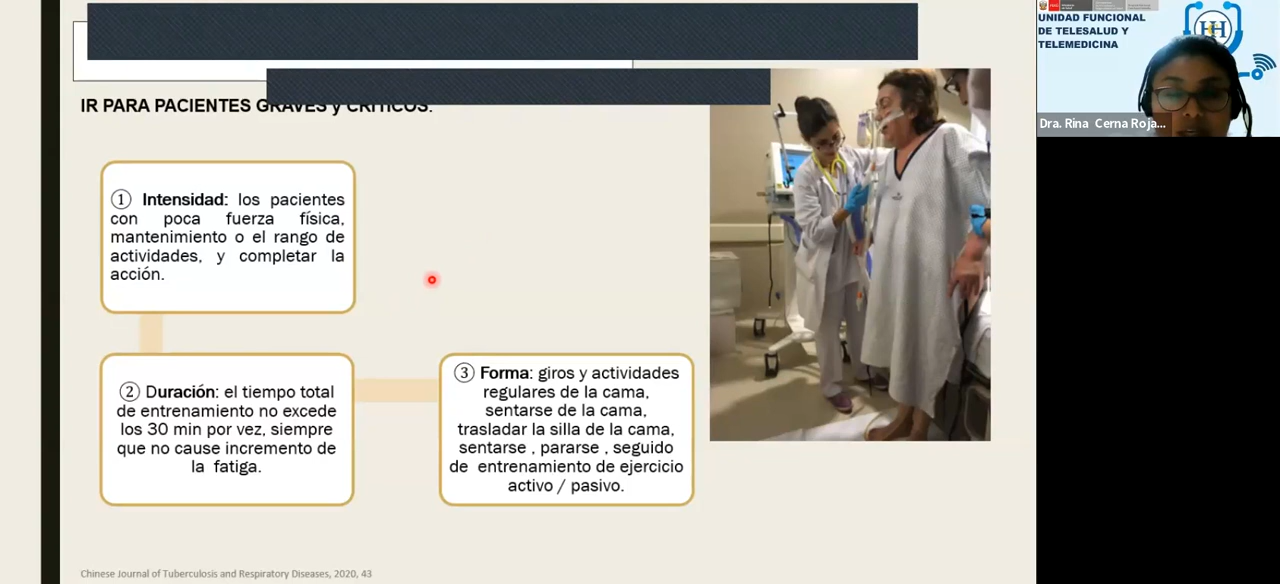 IR PARA PACIENTES GRAVES y CRÍTICOS:
① Intensidad: los pacientes
con poca fuerza física,
mantenimiento o el rango de
actividades, y completar la
acción.
② Duración: el tiempo total
de entrenamiento no excede
los 30 min por vez, siempre
que no cause incremento de
la fatiga.
③ Forma: giros y actividades
regulares de la cama,
sentarse de la cama,
trasladar la silla de la cama,
sentarse , pararse , seguido
de entrenamiento de ejercicio
activo / pasivo.
Chinese Journal of Tuberculosis and Respiratory Diseases, 2020, 43
UNIDAD FUNCIONAL
DE TELESALUD Y
TELEMEDICINA
Dra. Rina Cerna Roja...